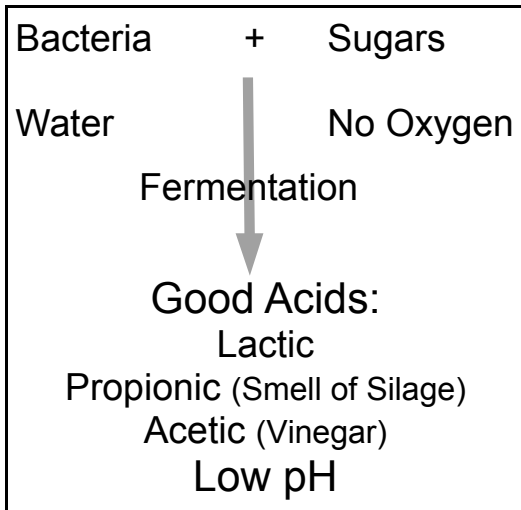 Bacteria + Sugars
Water No Oxygen
Fermentation
Good Acids:
Lactic
Propionic (Smell of Silage)
Acetic (Vinegar)
Low pH